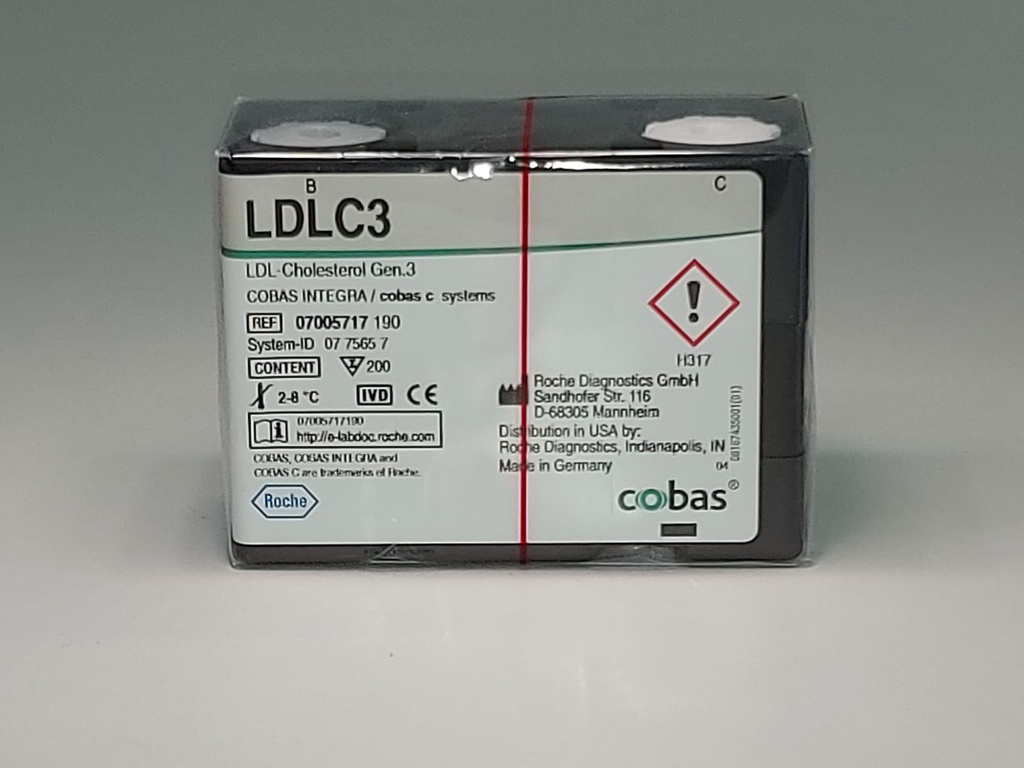 B
C
LDLC3
LDL-Cholesterol Gen.3
COBAS INTEGRA / cobas c systems
REF 07005717 190
System-ID 07 7565 7
CONTENT 200
2-8 °C IVD CE
07005717190
http://e-labdoc.roche.com
COBAS, COBAS INTEGRA and
COBAS C are trademarks of Roche.
Roche
H317
Roche Diagnostics GmbH
Sandhofer Str. 116
D-68305 Mannheim
Distribution in USA by:
Roche Diagnostics, Indianapolis, IN
Made in Germany
04
cobas®